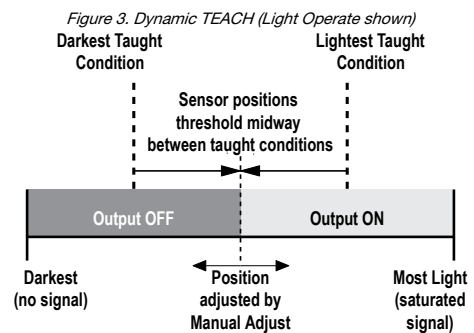 Figure 3. Dynamic TEACH (Light Operate shown)
Darkest Taught
Condition
Lightest Taught
Condition
Sensor positions
threshold midway
between taught conditions
Output OFF
Output ON
Darkest
(no signal)
Position
adjusted by
Manual Adjust
Most Light
(saturated
signal)